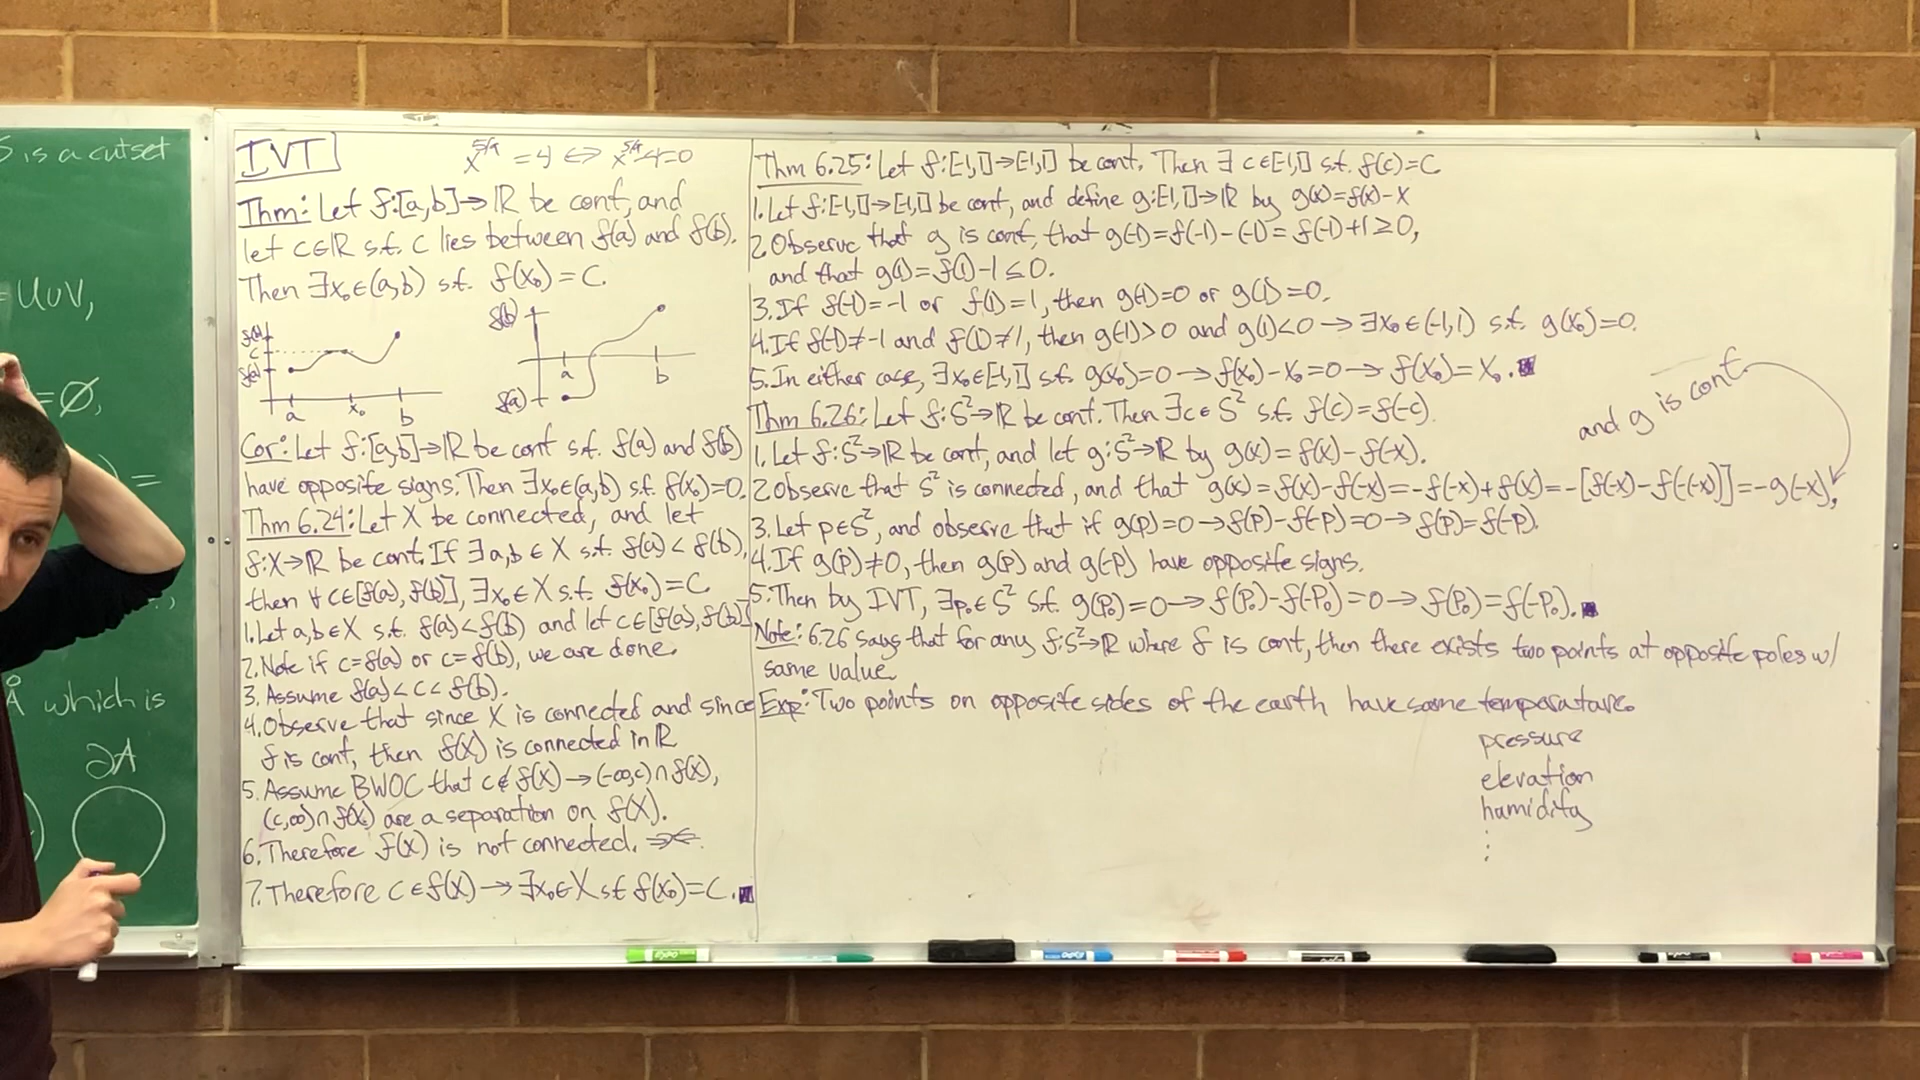 S is a cutset
= U∪V,
= ∅,
) =
Å which is
∂A
IVT
x^5/9 = 4 ⟺ x^5/9 - 4 = 0
Thm: Let f:[a,b]→ℝ be cont, and
let c∈ℝ s.t. c lies between f(a) and f(b).
Then ∃x₀∈(a,b) s.t. f(x₀) = C.
f(b)
c
f(a)
a x₀ b
f(b)
f(a)
a
b
Cor: Let f:[a,b]→ℝ be cont s.t. f(a) and f(b)
have opposite signs. Then ∃x₀∈(a,b) s.t. f(x₀)=0.
Thm 6.24: Let X be connected, and let
f:X→ℝ be cont. If ∃a,b ∈ X s.t. f(a) < f(b),
then ∀ c∈[f(a), f(b)], ∃x₀∈X s.t. f(x₀)=C
1. Let a,b∈X s.t. f(a)<f(b) and let c∈[f(a), f(b)]
2. Note if c=f(a) or c=f(b), we are done.
3. Assume f(a)<c<f(b).
4. Observe that since X is connected and since
f is cont, then f(X) is connected in ℝ
5. Assume BWOC that c∉f(X) → (-∞,c)∩f(X),
(c,∞)∩f(X) are a separation on f(X).
6. Therefore f(X) is not connected. →←
7. Therefore c∈f(X) → ∃x₀∈X s.t. f(x₀)=C. ■
Thm 6.25: Let f:[-1,1]→[-1,1] be cont. Then ∃ c∈[-1,1] s.t. f(c)=C
1. Let f:[-1,1]→[-1,1] be cont, and define g:[-1,1]→ℝ by g(x)=f(x)-x
2. Observe that g is cont, that g(-1)=f(-1)-(-1)=f(-1)+1≥0,
and that g(1)=f(1)-1≤0.
3. If f(-1)=-1 or f(1)=1, then g(-1)=0 or g(1)=0.
4. If f(-1)≠-1 and f(1)≠1, then g(-1)>0 and g(1)<0 → ∃x₀∈(-1,1) s.t. g(x₀)=0.
5. In either case, ∃x₀∈[-1,1] s.t. g(x₀)=0 → f(x₀)-x₀=0 → f(x₀)=x₀. ■
Thm 6.26: Let f:S²→ℝ be cont. Then ∃c∈S² s.t. f(c)=f(-c).
and g is cont
1. Let f:S²→ℝ be cont, and let g:S²→ℝ by g(x)=f(x)-f(-x).
2. Observe that S² is connected, and that g(x)=f(x)-f(-x)=-f(-x)+f(x)=-[f(-x)-f(-(-x))]=-g(-x),
3. Let p∈S², and observe that if g(p)=0 → f(p)-f(-p)=0 → f(p)=f(-p).
4. If g(p)≠0, then g(p) and g(-p) have opposite signs.
5. Then by IVT, ∃p₀∈S² s.t. g(p₀)=0 → f(p₀)-f(-p₀)=0 → f(p₀)=f(-p₀). ■
Note: 6.26 says that for any f:S²→ℝ where f is cont, then there exists two points at opposite poles w/
same value.
Exp: Two points on opposite sides of the earth have same temperature.
pressure
elevation
humidity
⋮